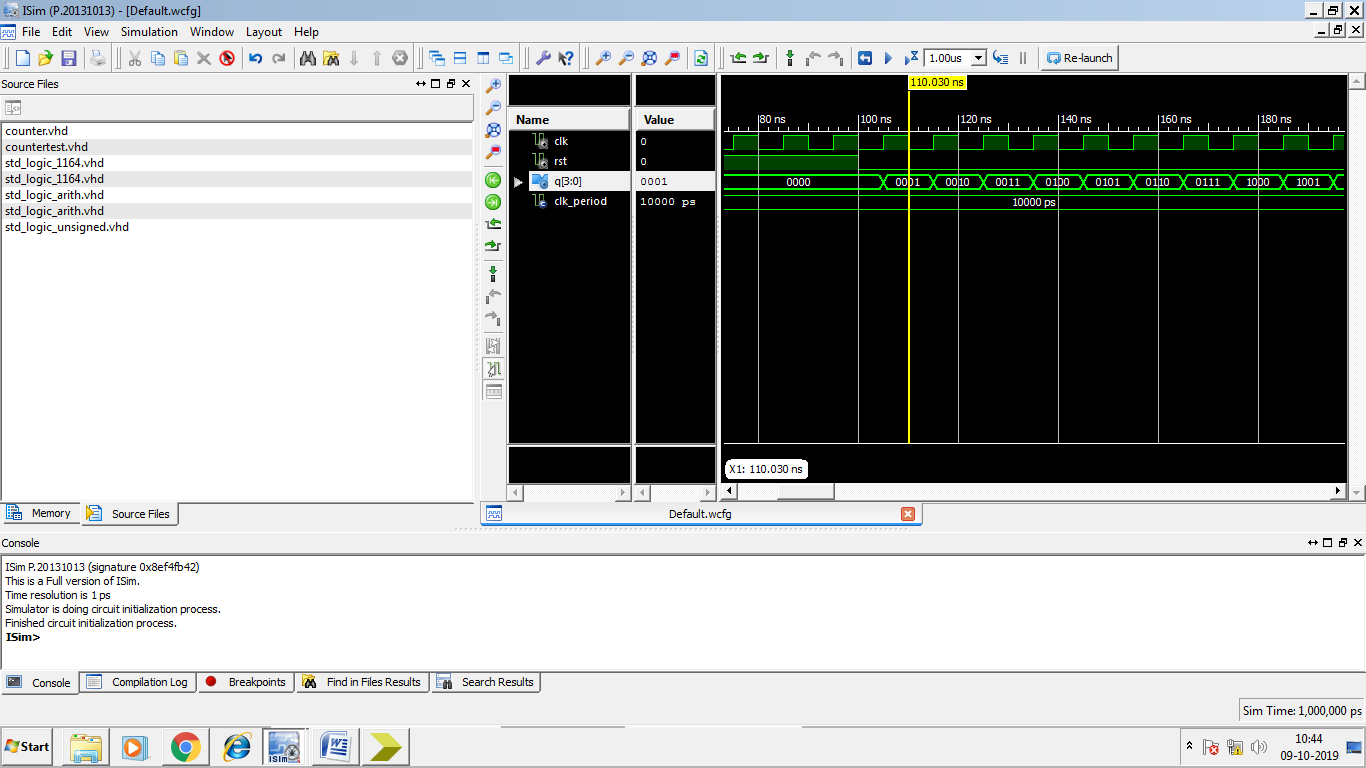 ISim (P.20131013) - [Default.wcfg]
File Edit View Simulation Window Layout Help
1.00us Re-launch
Source Files
counter.vhd
countertest.vhd
std_logic_1164.vhd
std_logic_1164.vhd
std_logic_arith.vhd
std_logic_arith.vhd
std_logic_unsigned.vhd
Memory Source Files
Name Value
clk 0
rst 0
q[3:0] 0001
clk_period 10000 ps
110.030 ns
80 ns 100 ns 120 ns 140 ns 160 ns 180 ns
0000 0001 0010 0011 0100 0101 0110 0111 1000 1001
10000 ps
X1: 110.030 ns
Default.wcfg
Console
ISim P.20131013 (signature 0x8ef4fb42)
This is a Full version of ISim.
Time resolution is 1 ps
Simulator is doing circuit initialization process.
Finished circuit initialization process.
ISim>
Console Compilation Log Breakpoints Find in Files Results Search Results
Sim Time: 1,000,000 ps
Start ISim 10:44
09-10-2019